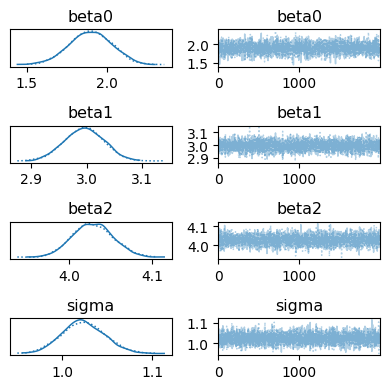 beta0 beta0
2.0
1.5
1.5 2.0 0 1000
beta1 beta1
3.1
3.0
2.9
2.9 3.0 3.1 0 1000
beta2 beta2
4.1
4.0
4.0 4.1 0 1000
sigma sigma
1.1
1.0
1.0 1.1 0 1000